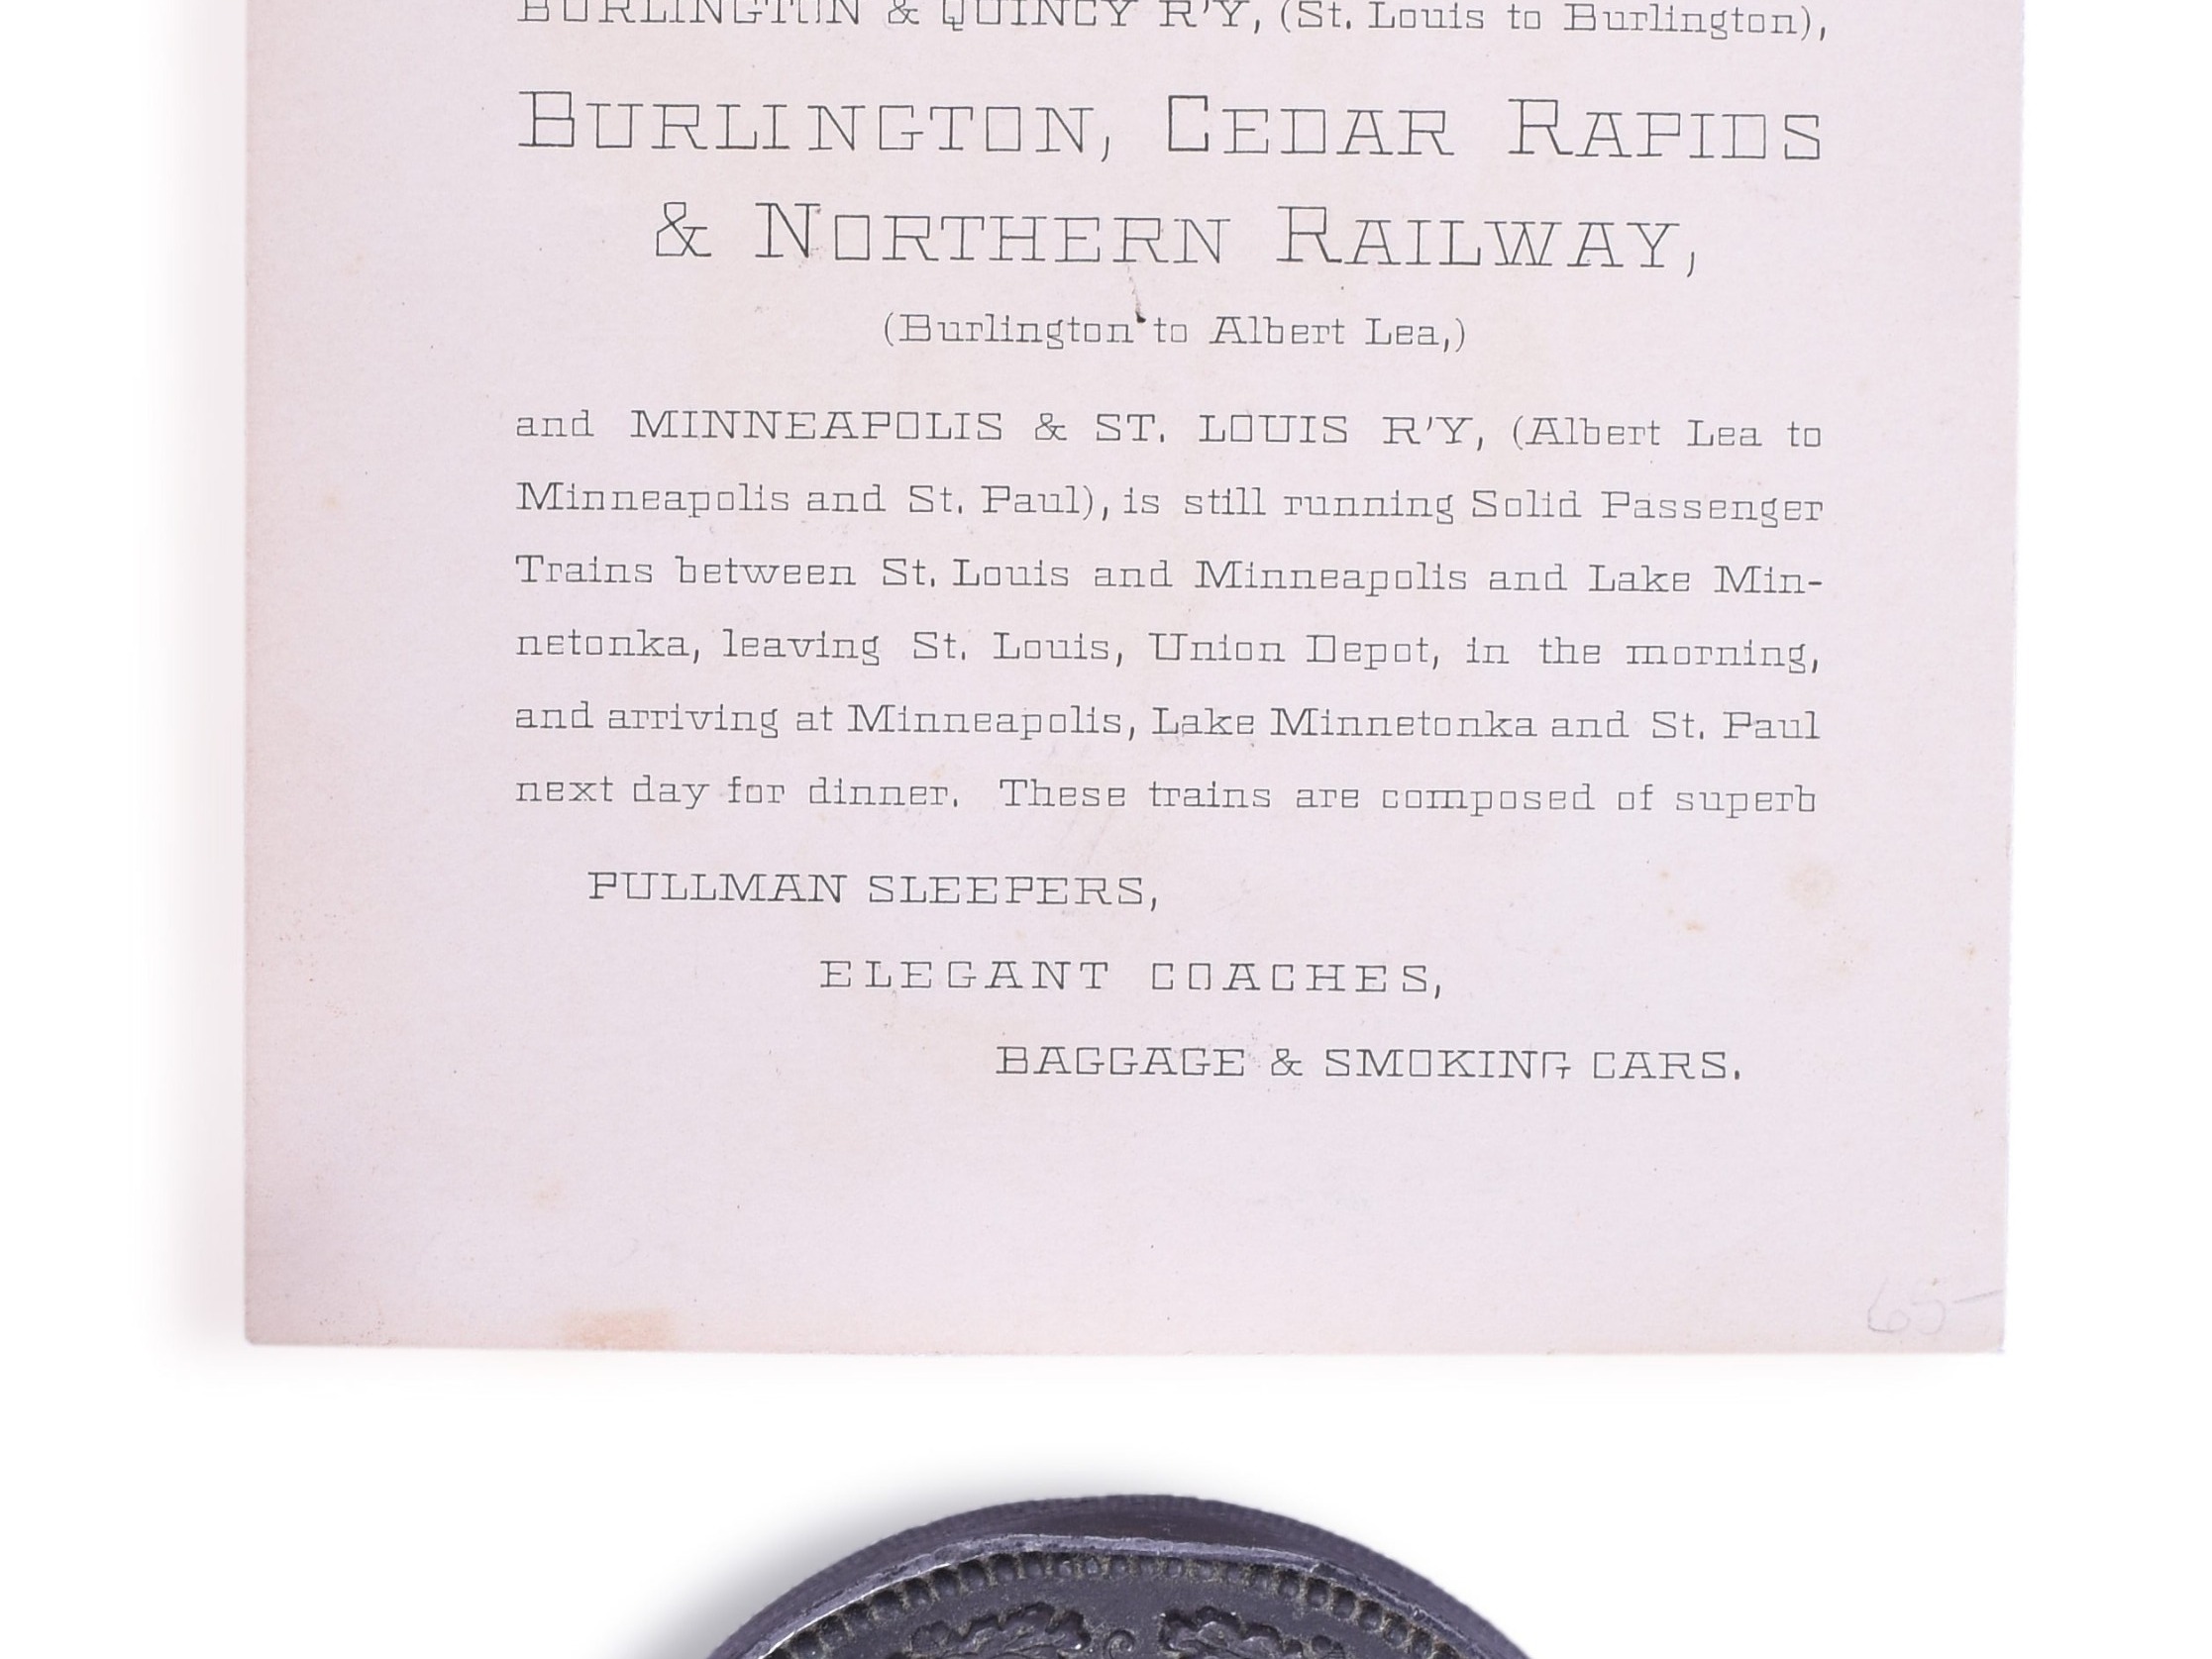 BURLINGTON & QUINCY R'Y, (St. Louis to Burlington),
BURLINGTON, CEDAR RAPIDS
& NORTHERN RAILWAY,
(Burlington to Albert Lea,)
and MINNEAPOLIS & ST. LOUIS R'Y, (Albert Lea to
Minneapolis and St. Paul), is still running Solid Passenger
Trains between St. Louis and Minneapolis and Lake Min-
netonka, leaving St. Louis, Union Depot, in the morning,
and arriving at Minneapolis, Lake Minnetonka and St. Paul
next day for dinner. These trains are composed of superb
PULLMAN SLEEPERS,
ELEGANT COACHES,
BAGGAGE & SMOKING CARS.
65